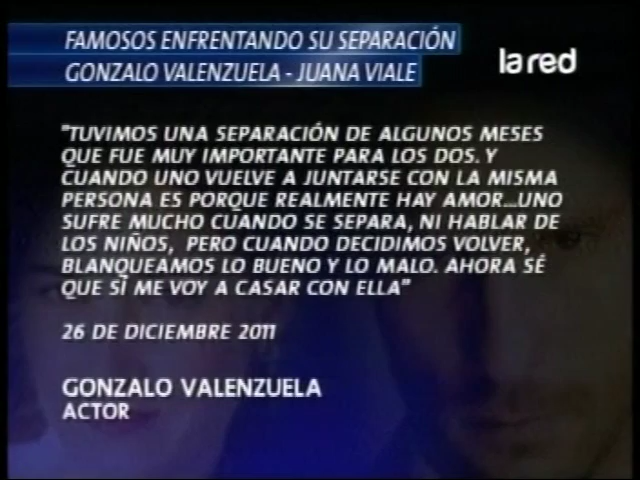 FAMOSOS ENFRENTANDO SU SEPARACIÓN
GONZALO VALENZUELA - JUANA VIALE
la red
"TUVIMOS UNA SEPARACIÓN DE ALGUNOS MESES
QUE FUE MUY IMPORTANTE PARA LOS DOS. Y
CUANDO UNO VUELVE A JUNTARSE CON LA MISMA
PERSONA ES PORQUE REALMENTE HAY AMOR...UNO
SUFRE MUCHO CUANDO SE SEPARA, NI HABLAR DE
LOS NIÑOS, PERO CUANDO DECIDIMOS VOLVER,
BLANQUEAMOS LO BUENO Y LO MALO. AHORA SÉ
QUE SÍ ME VOY A CASAR CON ELLA"
26 DE DICIEMBRE 2011
GONZALO VALENZUELA
ACTOR